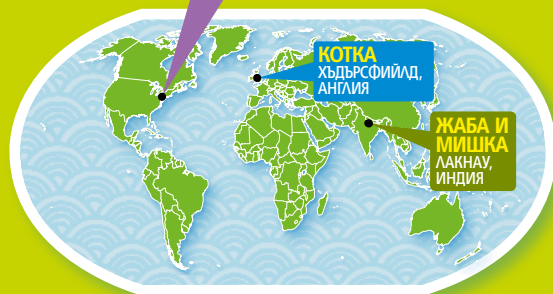 КОТКА
ХЪДЪРСФИЙЛД,
АНГЛИЯ
ЖАБА И
МИШКА
ЛАКНАУ,
ИНДИЯ